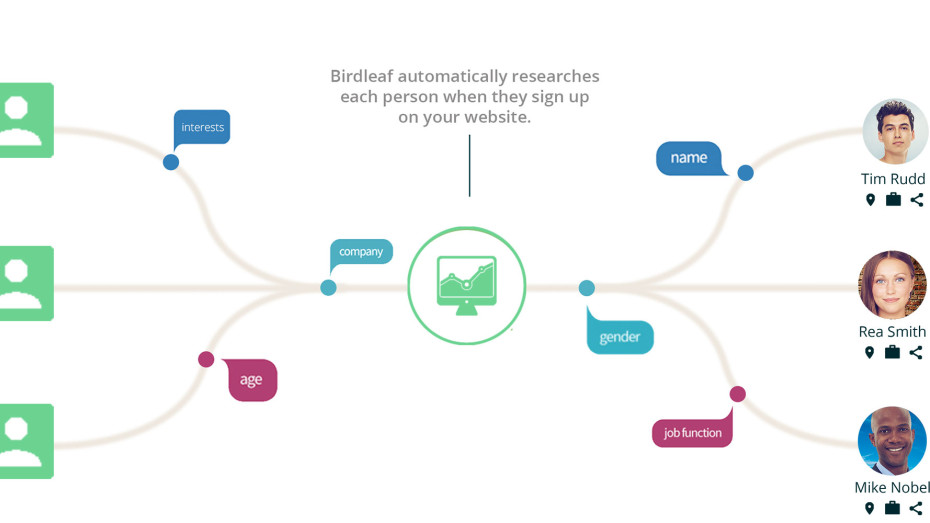 Birdleaf automatically researches
each person when they sign up
on your website.
interests
name
Tim Rudd
company
gender
Rea Smith
age
job function
Mike Nobel